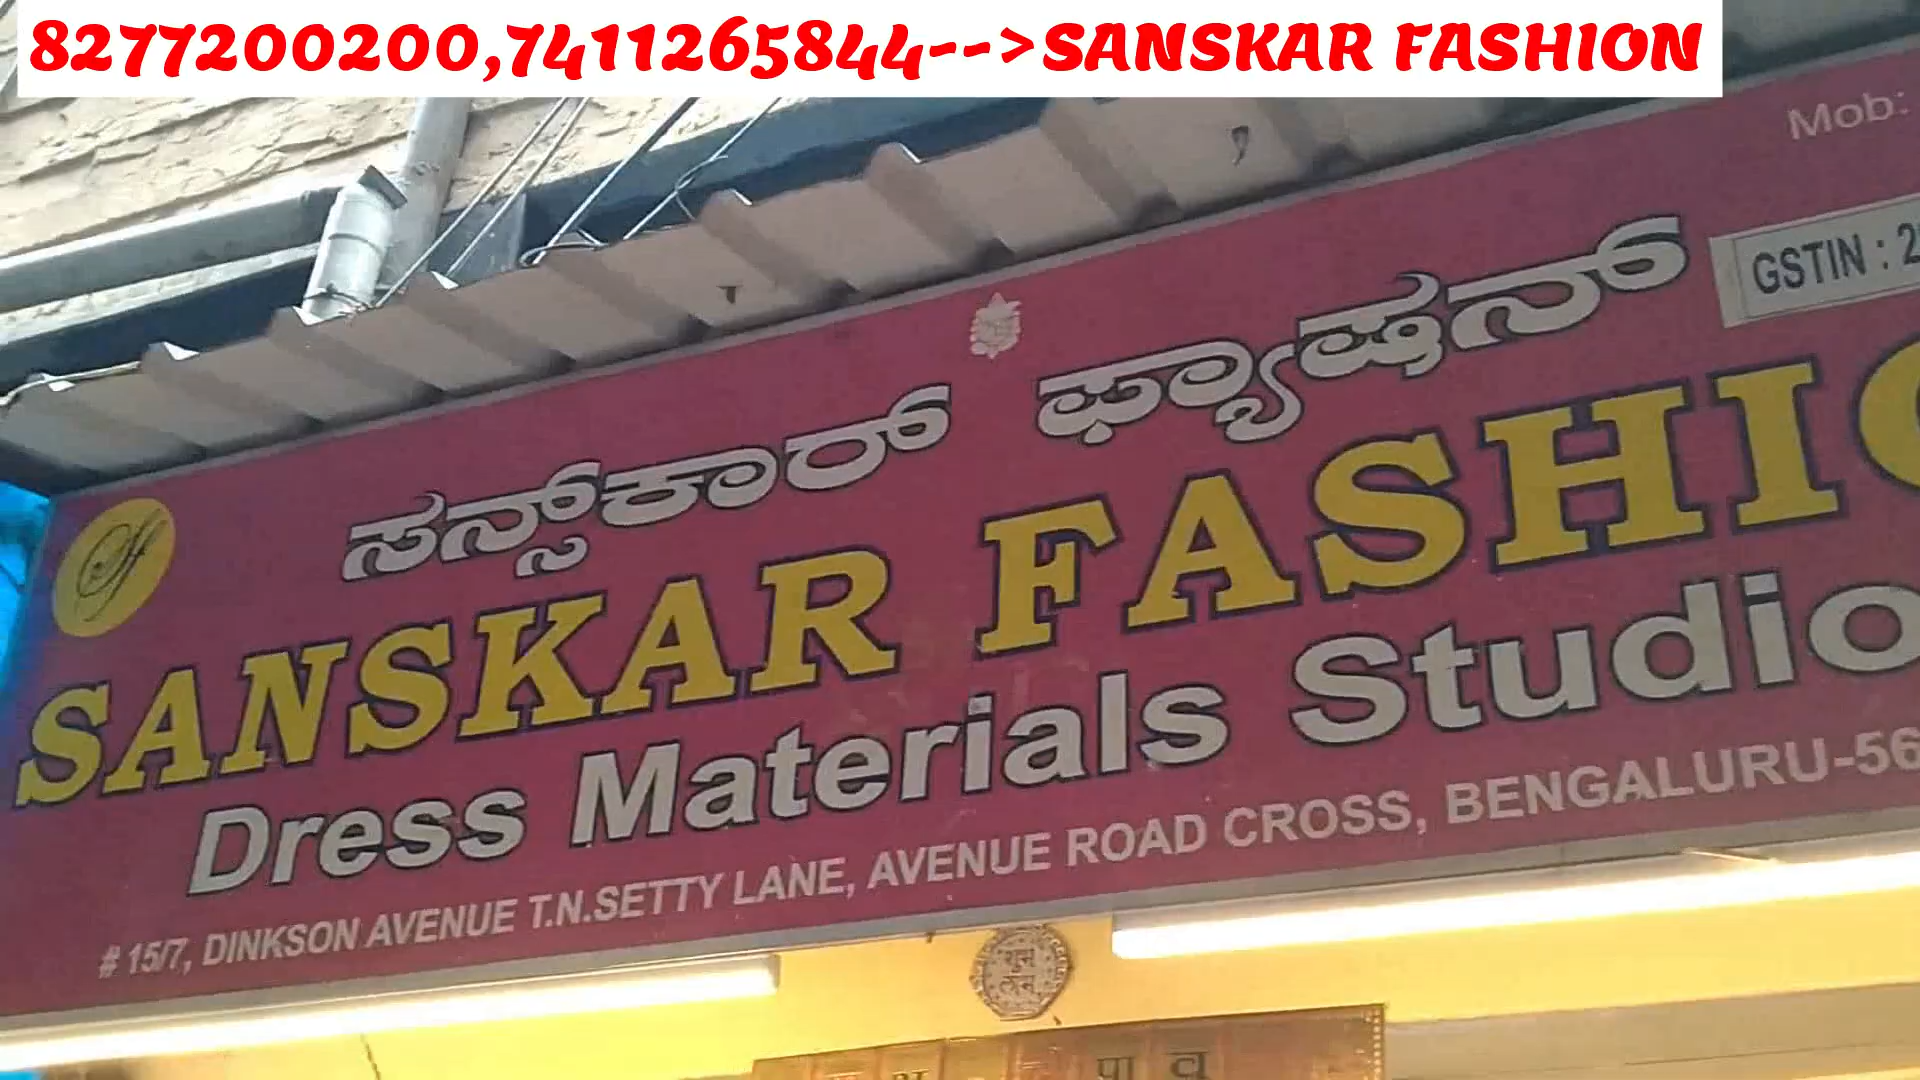 8277200200,7411265844-->SANSKAR FASHION
Mob:
GSTIN : 2
ಸನ್ಸ್‌ಕಾರ್ ಫ್ಯಾಷನ್
SANSKAR FASHIO
Dress Materials Studio
# 15/7, DINKSON AVENUE T.N.SETTY LANE, AVENUE ROAD CROSS, BENGALURU-56